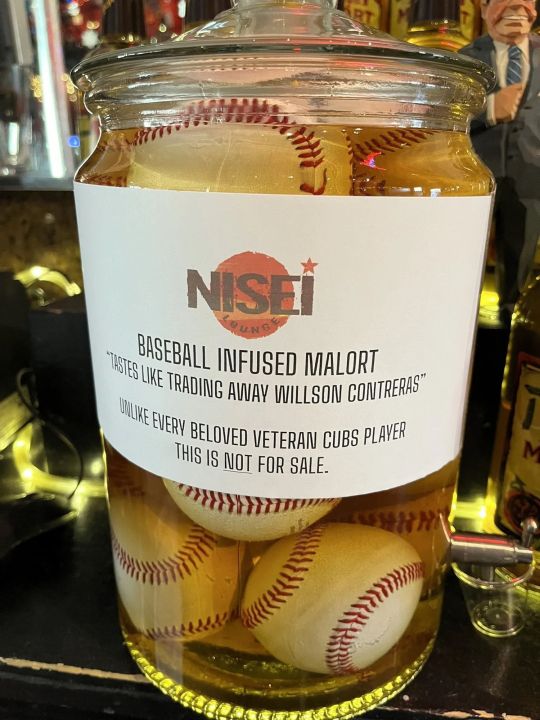 NISEI
LOUNGE
BASEBALL INFUSED MALORT
"TASTES LIKE TRADING AWAY WILLSON CONTRERAS"
UNLIKE EVERY BELOVED VETERAN CUBS PLAYER
THIS IS NOT FOR SALE.